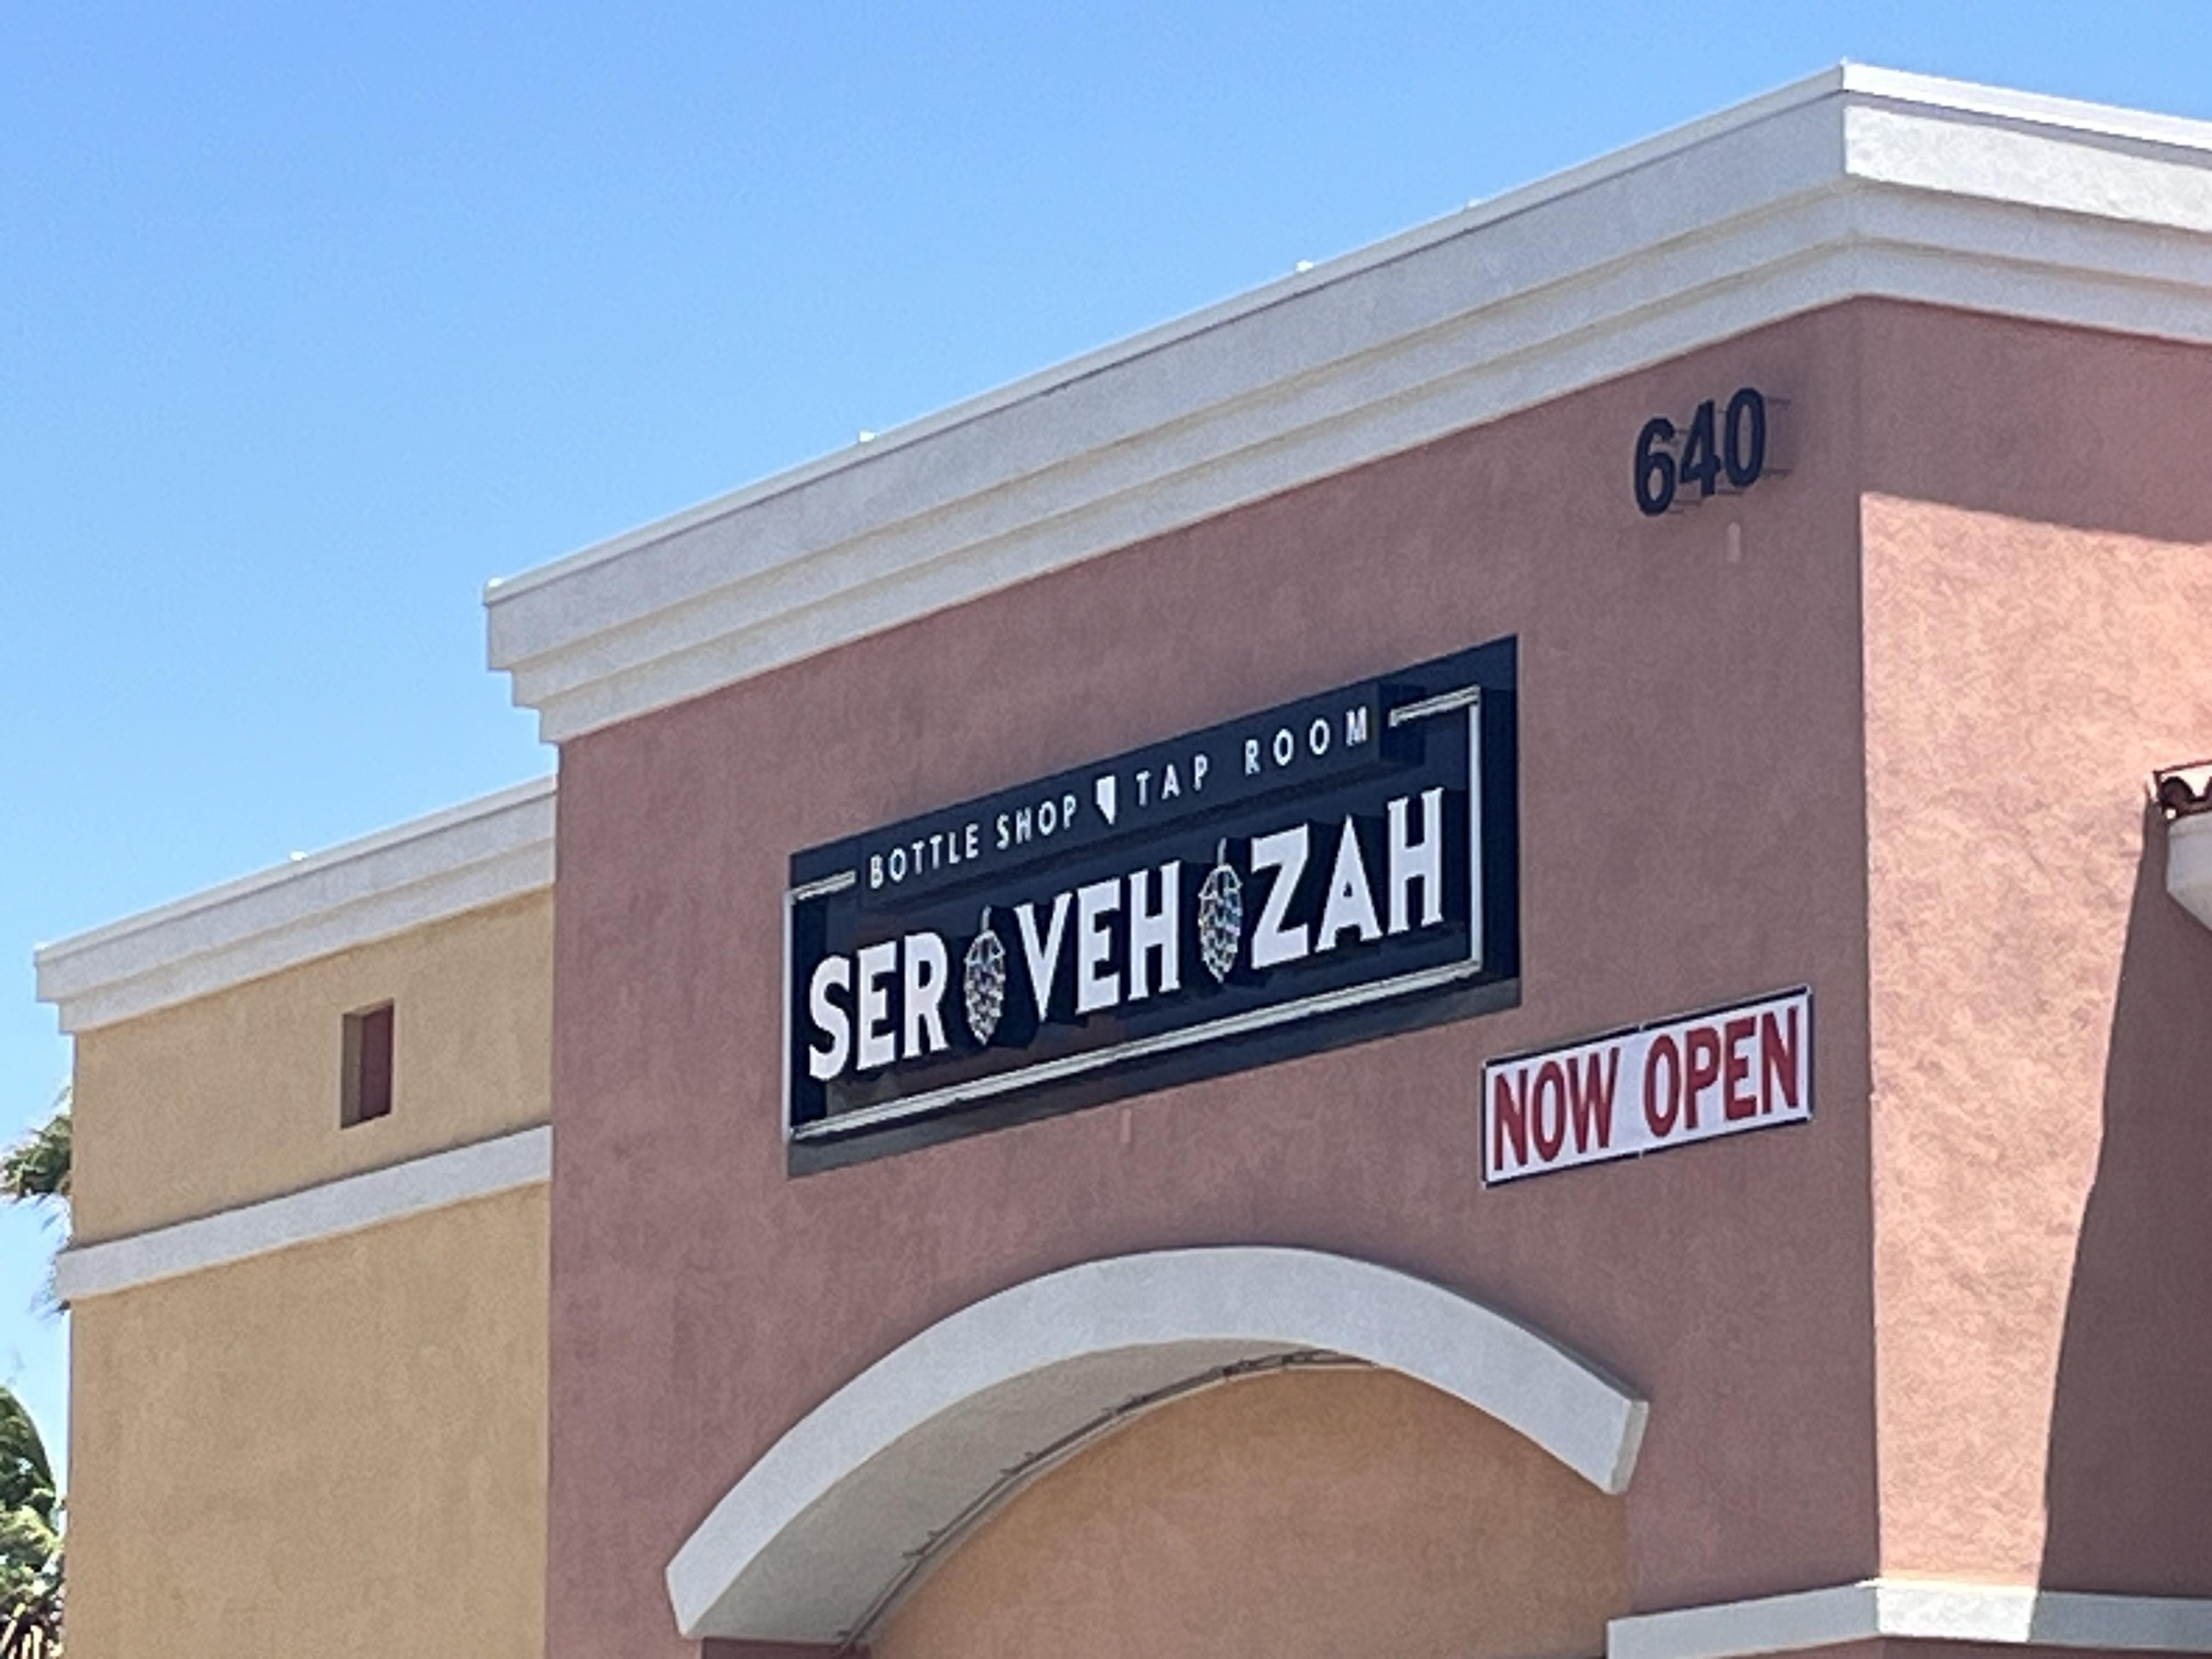 640
BOTTLE SHOP TAP ROOM
SER VEH ZAH
NOW OPEN